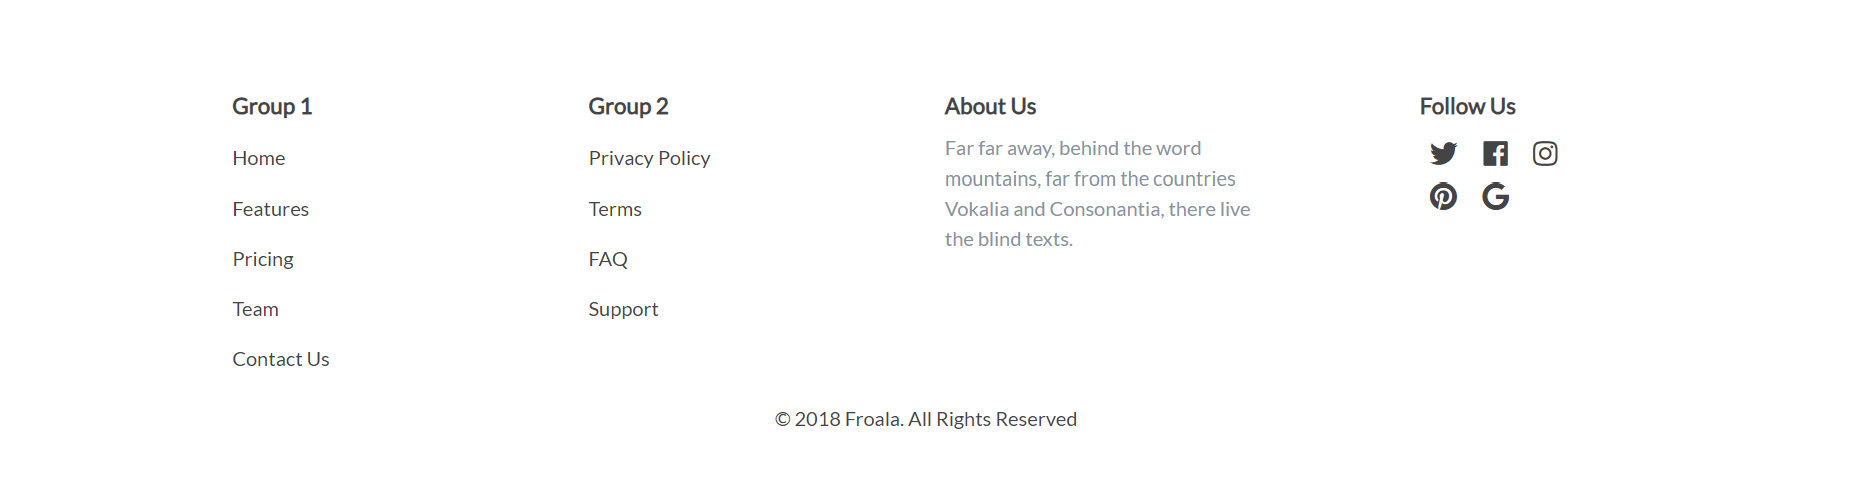 Group 1
Home
Features
Pricing
Team
Contact Us
Group 2
Privacy Policy
Terms
FAQ
Support
About Us
Far far away, behind the word
mountains, far from the countries
Vokalia and Consonantia, there live
the blind texts.
Follow Us
© 2018 Froala. All Rights Reserved